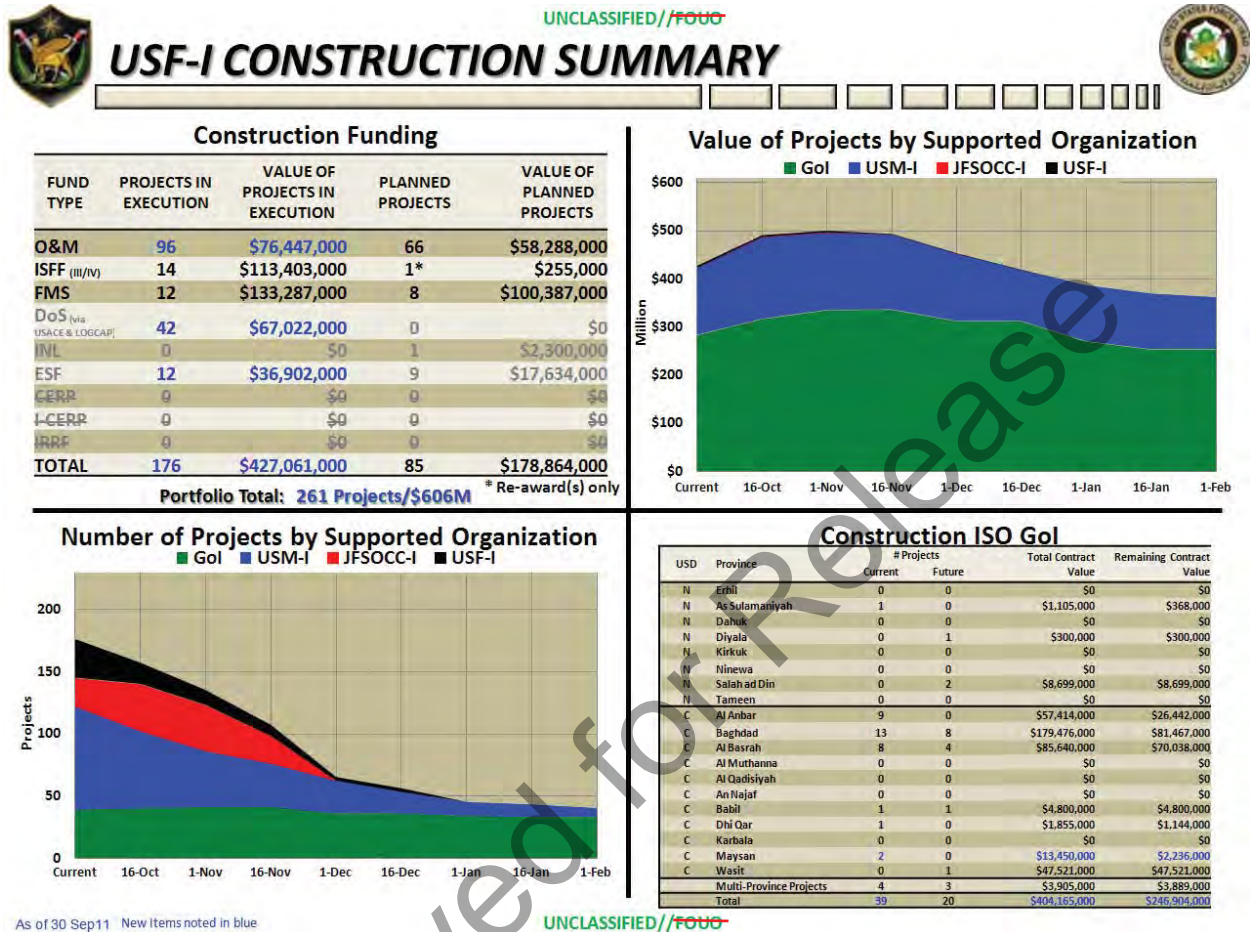 UNCLASSIFIED//FOUO
USF-I CONSTRUCTION SUMMARY
Construction Funding
FUND TYPE PROJECTS IN EXECUTION VALUE OF PROJECTS IN EXECUTION PLANNED PROJECTS VALUE OF PLANNED PROJECTS
O&M 96 $76,447,000 66 $58,288,000
ISFF (III/IV) 14 $113,403,000 1* $255,000
FMS 12 $133,287,000 8 $100,387,000
DoS (via
USACE & LOGCAP) 42 $67,022,000 0 $0
INL 0 $0 1 $2,300,000
ESF 12 $36,902,000 9 $17,634,000
CERP 0 $0 0 $0
I-CERP 0 $0 0 $0
IRRF 0 $0 0 $0
TOTAL 176 $427,061,000 85 $178,864,000
* Re-award(s) only
Portfolio Total: 261 Projects/$606M
Value of Projects by Supported Organization
GoI USM-I JFSOCC-I USF-I
$600
$500
$400
$300
$200
$100
$0
Million
Current 16-Oct 1-Nov 16-Nov 1-Dec 16-Dec 1-Jan 16-Jan 1-Feb
Number of Projects by Supported Organization
GoI USM-I JFSOCC-I USF-I
200
150
100
50
0
Projects
Current 16-Oct 1-Nov 16-Nov 1-Dec 16-Dec 1-Jan 16-Jan 1-Feb
Construction ISO GoI
USD Province # Projects Total Contract Value Remaining Contract Value
Current Future
N Erbil 0 0 $0 $0
N As Sulamaniyah 1 0 $1,105,000 $368,000
N Dahuk 0 0 $0 $0
N Diyala 0 1 $300,000 $300,000
N Kirkuk 0 0 $0 $0
N Ninewa 0 0 $0 $0
N Salah ad Din 0 2 $8,699,000 $8,699,000
N Tameen 0 0 $0 $0
C Al Anbar 9 0 $57,414,000 $26,442,000
C Baghdad 13 8 $179,476,000 $81,467,000
C Al Basrah 8 4 $85,640,000 $70,038,000
C Al Muthanna 0 0 $0 $0
C Al Qadisiyah 0 0 $0 $0
C An Najaf 0 0 $0 $0
C Babil 1 1 $4,800,000 $4,800,000
C Dhi Qar 1 0 $1,855,000 $1,144,000
C Karbala 0 0 $0 $0
C Maysan 2 0 $13,450,000 $2,236,000
C Wasit 0 1 $47,521,000 $47,521,000
Multi-Province Projects 4 3 $3,905,000 $3,889,000
Total 39 20 $404,165,000 $246,904,000
As of 30 Sep11 New Items noted in blue
UNCLASSIFIED//FOUO
ved for Release